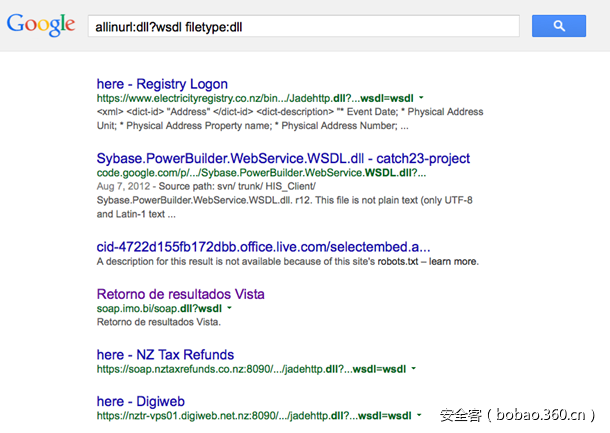 Google
allinurl:dll?wsdl filetype:dll
here - Registry Logon
https://www.electricityregistry.co.nz/bin.../Jadehttp.dll?...wsdl=wsdl
<xml> <dict-id> "Address" </dict-id> <dict-description> "* Event Date; * Physical Address
Unit; * Physical Address Property name; * Physical Address Number; ...
Sybase.PowerBuilder.WebService.WSDL.dll - catch23-project
code.google.com/p/.../Sybase.PowerBuilder.WebService.WSDL.dll?...
Aug 7, 2012 - Source path: svn/ trunk/ HIS_Client/
Sybase.PowerBuilder.WebService.WSDL.dll. r12. This file is not plain text (only UTF-8
and Latin-1 text ...
cid-4722d155fb172dbb.office.live.com/selectembed.a...
A description for this result is not available because of this site's robots.txt – learn more.
Retorno de resultados Vista
soap.imo.bi/soap.dll?wsdl
Retorno de resultados Vista.
here - NZ Tax Refunds
https://soap.nztaxrefunds.co.nz:8090/.../jadehttp.dll?...wsdl=wsdl
here - Digiweb
https://nztr-vps01.digiweb.net.nz:8090/.../jadehttp.dll?...wsdl=wsdl
安全客（bobao.360.cn）